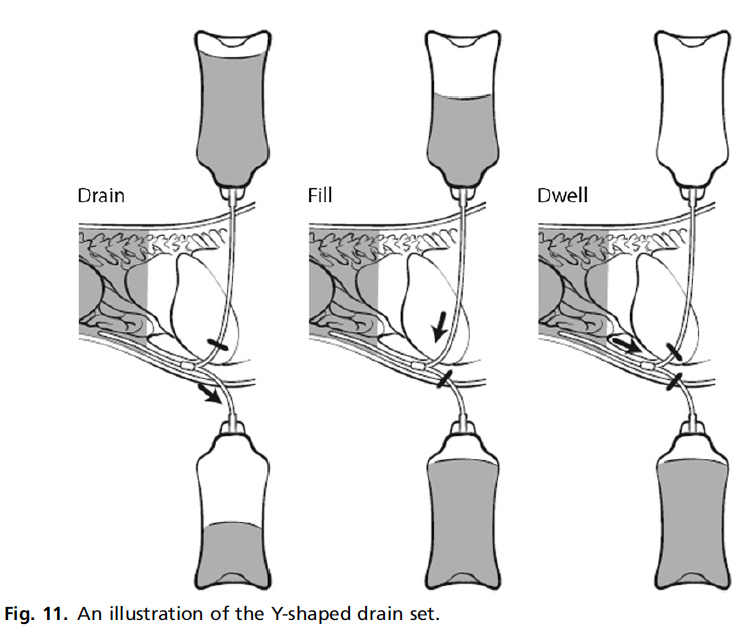 Drain
Fill
Dwell
Fig. 11. An illustration of the Y-shaped drain set.